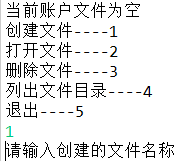 当前账户文件为空
创建文件----1
打开文件----2
删除文件----3
列出文件目录----4
退出----5
1
请输入创建的文件名称